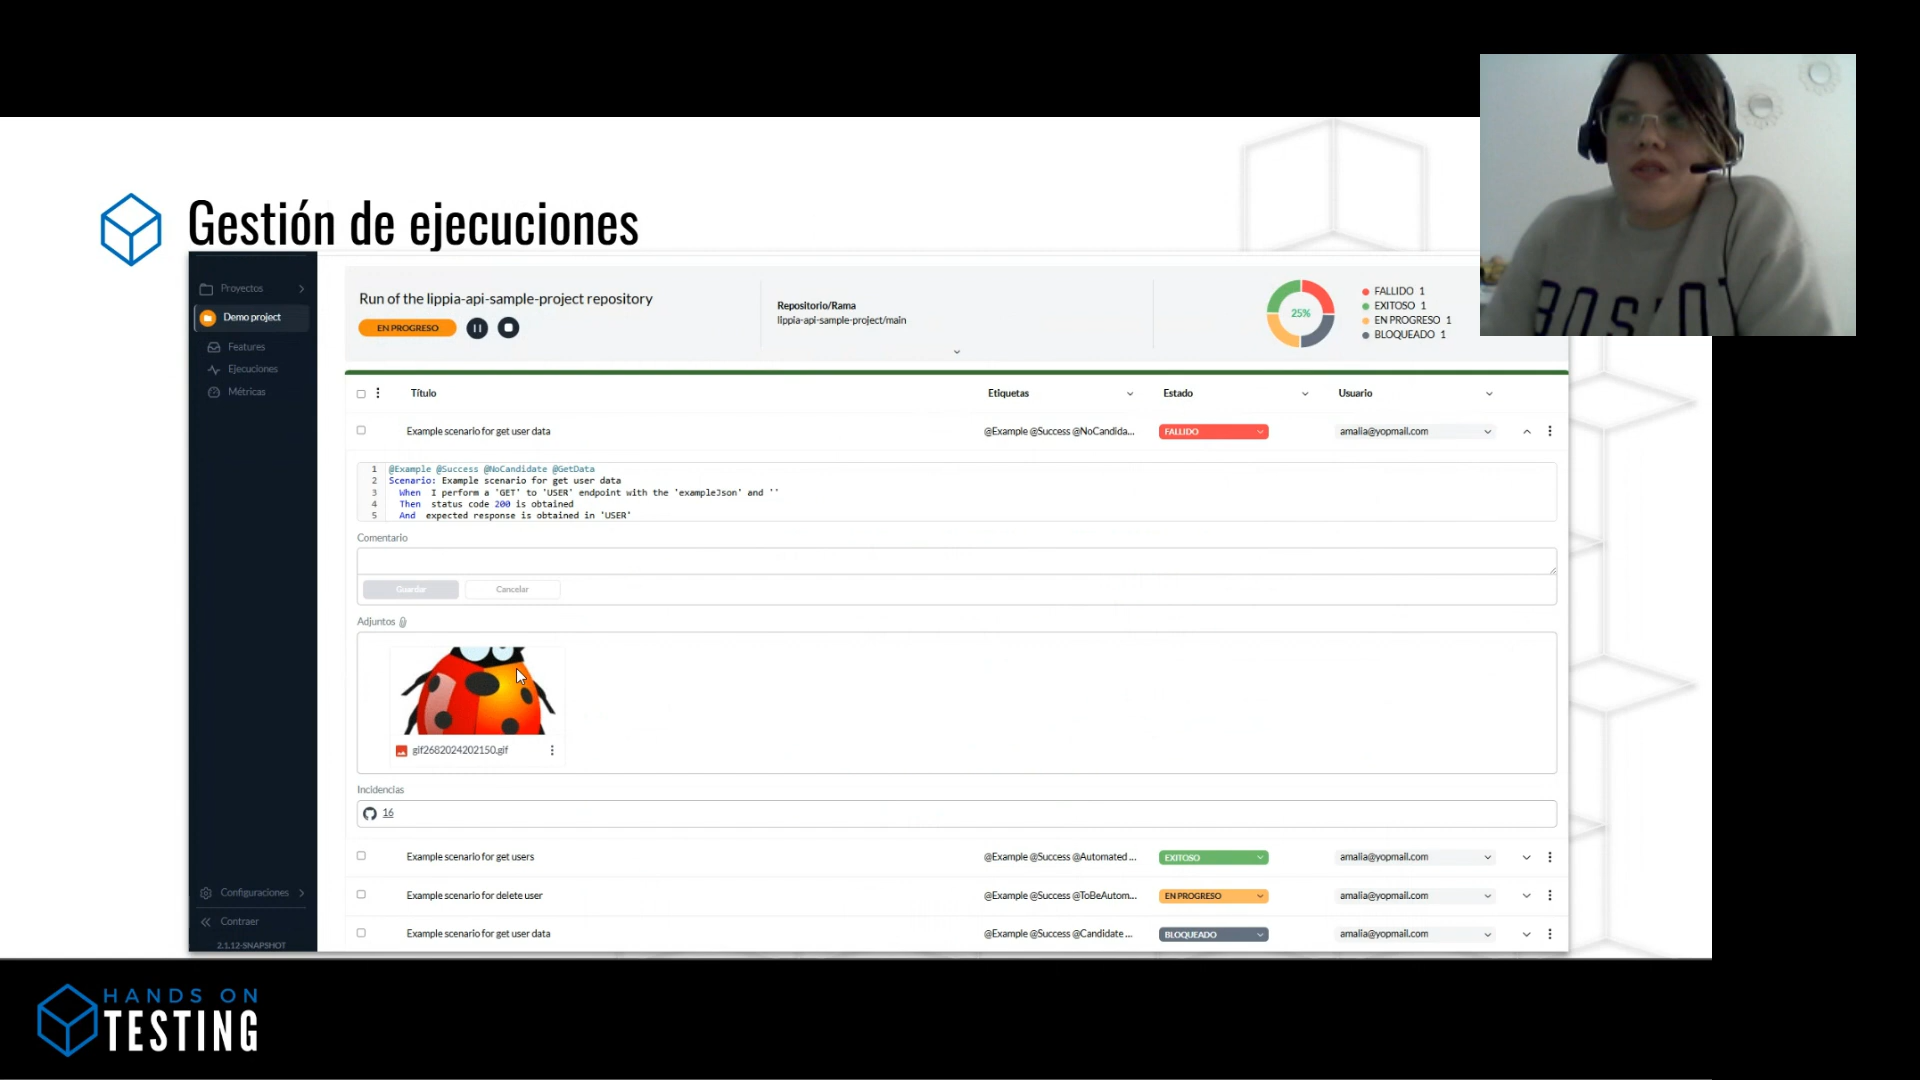 Gestión de ejecuciones
Proyectos
Demo project
Features
Ejecuciones
Métricas
Configuraciones
Contraer
2.1.12-SNAPSHOT
Run of the lippia-api-sample-project repository
EN PROGRESO
Repositorio/Rama
lippia-api-sample-project/main
25%
FALLIDO 1
EXITOSO 1
EN PROGRESO 1
BLOQUEADO 1
Título Etiquetas Estado Usuario
Example scenario for get user data @Example @Success @NoCandida... FALLIDO amalia@yopmail.com
1 @Example @Success @NoCandidate @GetData
2 Scenario: Example scenario for get user data
3 When I perform a 'GET' to 'USER' endpoint with the 'exampleJson' and ''
4 Then status code 200 is obtained
5 And expected response is obtained in 'USER'
Comentario
Guardar Cancelar
Adjuntos
gif2682024202150.gif
Incidencias
16
Example scenario for get users @Example @Success @Automated ... EXITOSO amalia@yopmail.com
Example scenario for delete user @Example @Success @ToBeAutom... EN PROGRESO amalia@yopmail.com
Example scenario for get user data @Example @Success @Candidate ... BLOQUEADO amalia@yopmail.com
HANDS ON
TESTING